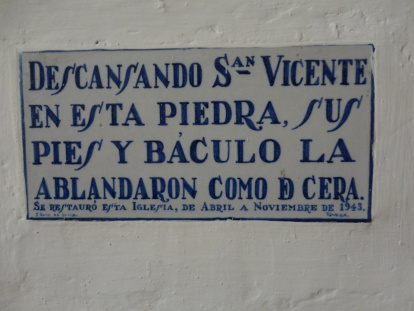 DESCANSANDO SAN VICENTE
EN ESTA PIEDRA, SUS
PIES Y BÁCULO LA
ABLANDARON COMO Đ CERA.
SE RESTAURÓ ESTA IGLESIA, DE ABRIL A NOVIEMBRE DE 1943.